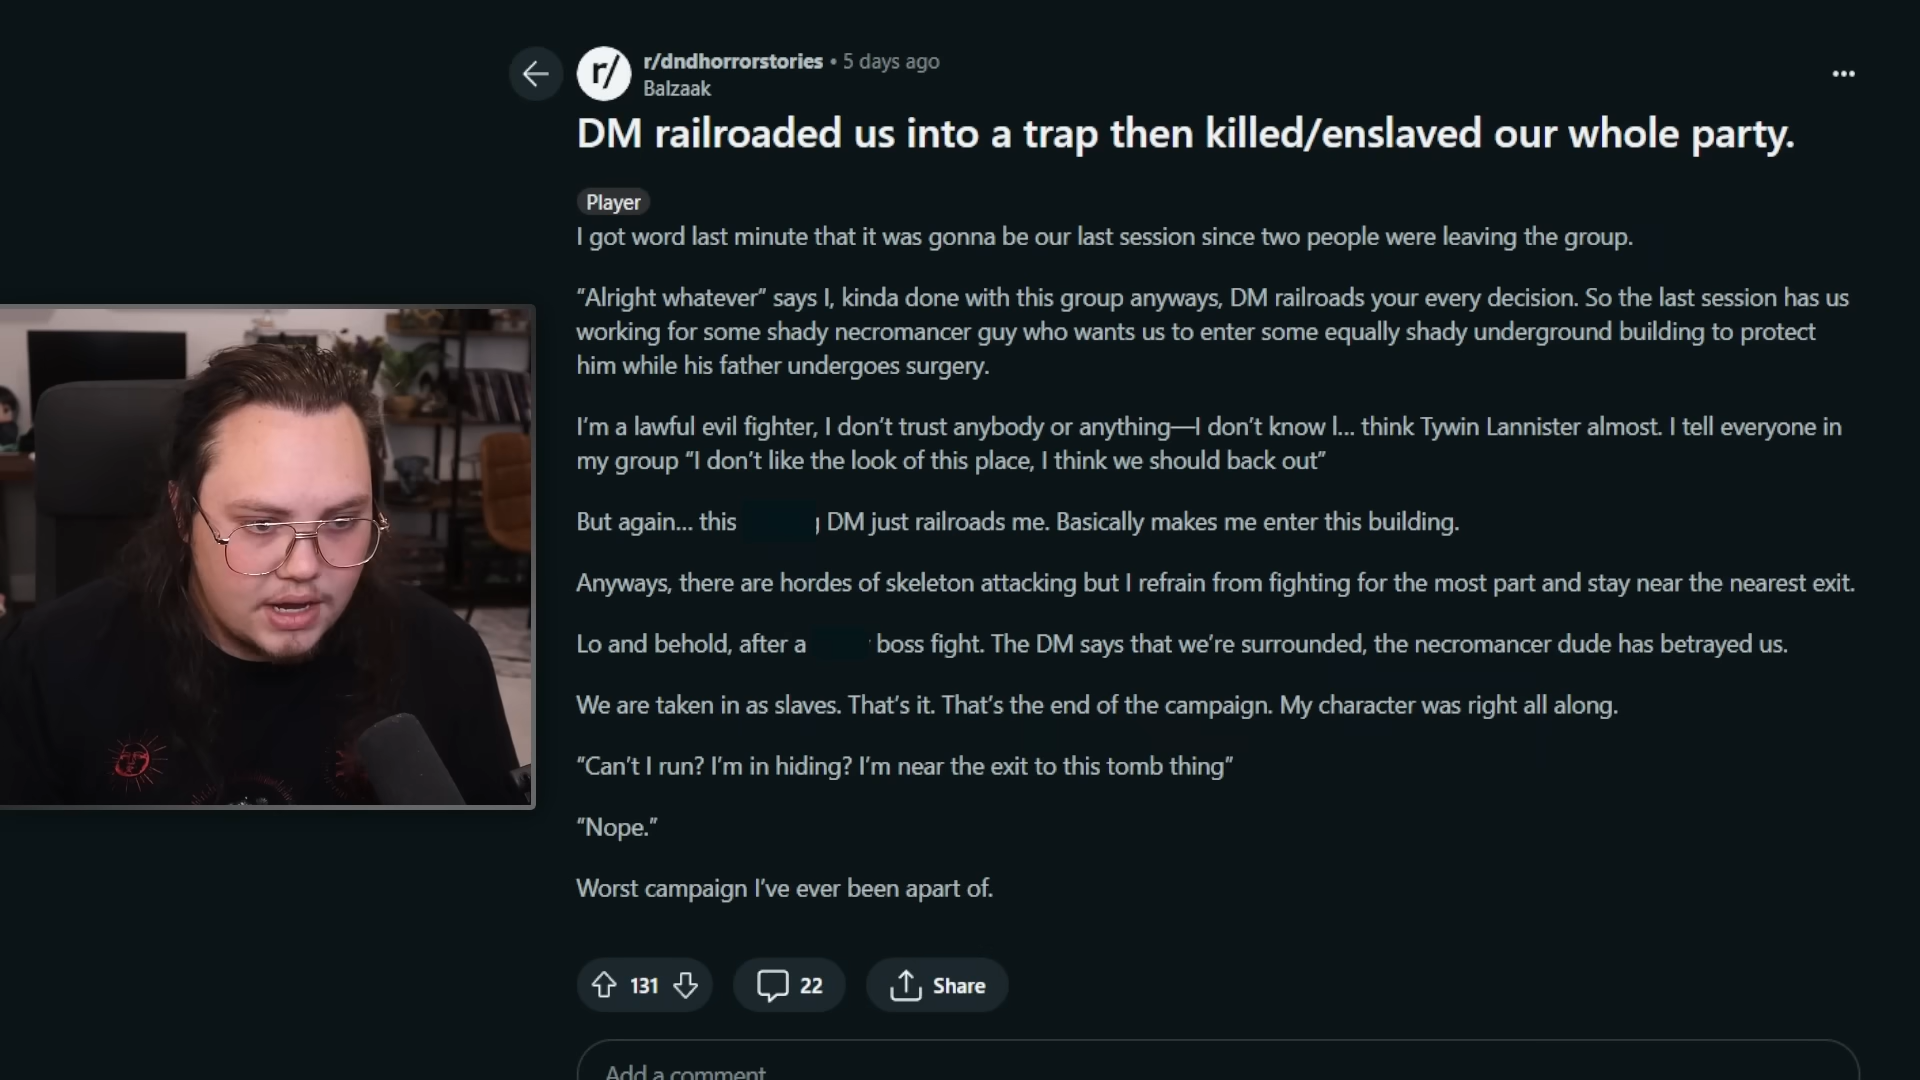 r/dndhorrorstories • 5 days ago
r/
Balzaak
DM railroaded us into a trap then killed/enslaved our whole party.
Player
I got word last minute that it was gonna be our last session since two people were leaving the group.
“Alright whatever” says I, kinda done with this group anyways, DM railroads your every decision. So the last session has us
working for some shady necromancer guy who wants us to enter some equally shady underground building to protect
him while his father undergoes surgery.
I’m a lawful evil fighter, I don’t trust anybody or anything—I don’t know I... think Tywin Lannister almost. I tell everyone in
my group “I don’t like the look of this place, I think we should back out”
But again... this DM just railroads me. Basically makes me enter this building.
Anyways, there are hordes of skeleton attacking but I refrain from fighting for the most part and stay near the nearest exit.
Lo and behold, after a boss fight. The DM says that we’re surrounded, the necromancer dude has betrayed us.
We are taken in as slaves. That’s it. That’s the end of the campaign. My character was right all along.
“Can’t I run? I’m in hiding? I’m near the exit to this tomb thing”
“Nope.”
Worst campaign I’ve ever been apart of.
131
22
Share
Add a comment